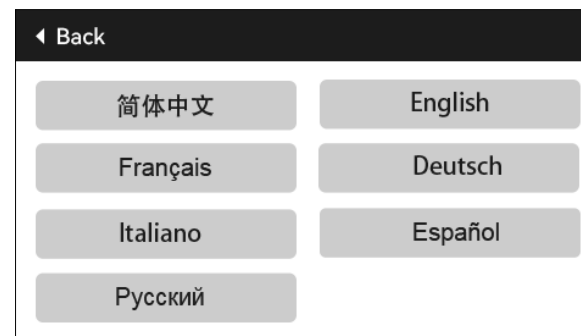 Back
简体中文
English
Français
Deutsch
Italiano
Español
Русский